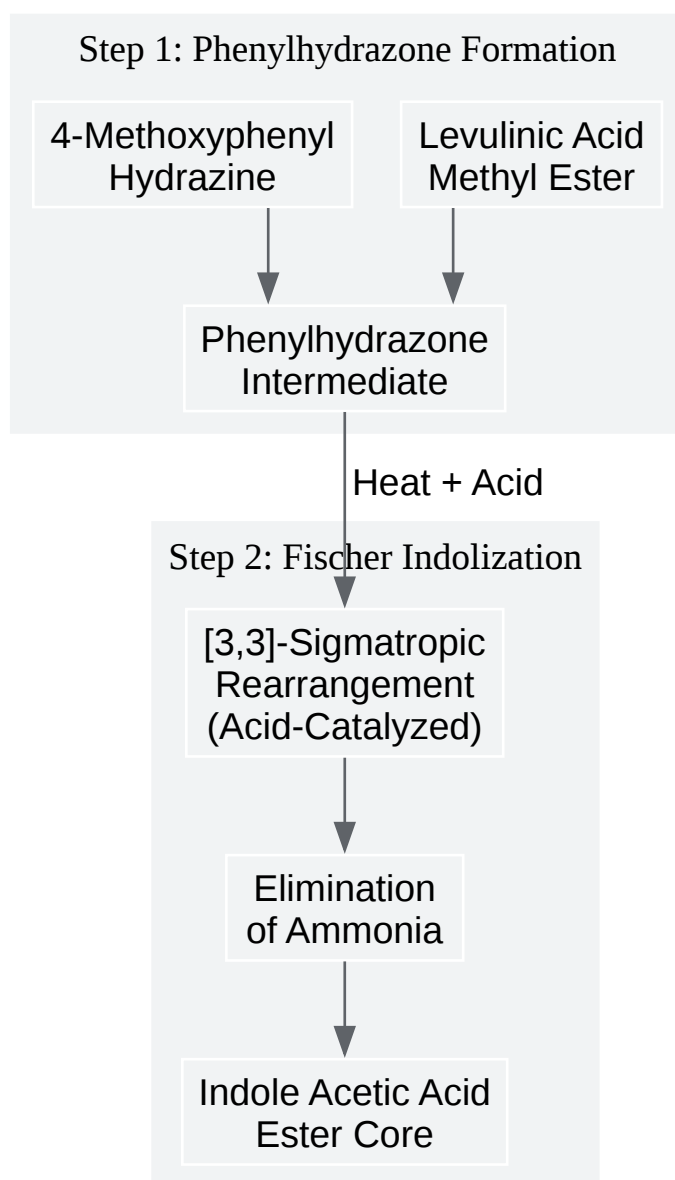 Step 1: Phenylhydrazone Formation
4-Methoxyphenyl
Hydrazine
Levulinic Acid
Methyl Ester
Phenylhydrazone
Intermediate
Heat + Acid
Step 2: Fischer Indolization
[3,3]-Sigmatropic
Rearrangement
(Acid-Catalyzed)
Elimination
of Ammonia
Indole Acetic Acid
Ester Core